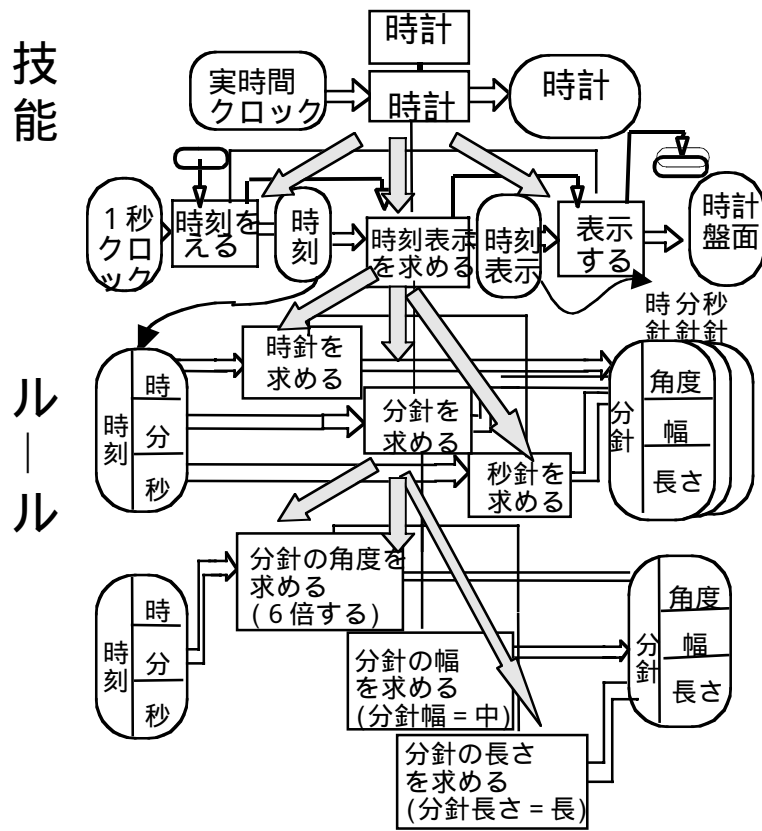 技能
時計
実時間
クロック
時計
時計
1秒
クロ
ック
時刻を
える
時
刻
時刻表示
を求める
時刻
表示
表示
する
時計
盤面
時分秒
針針針
ルール
時刻
時
分
秒
時針を
求める
分針を
求める
秒針を
求める
分針
角度
幅
長さ
時刻
時
分
秒
分針の角度を
求める
(6倍する)
分針の幅
を求める
(分針幅=中)
分針の長さ
を求める
(分針長さ=長)
分針
角度
幅
長さ